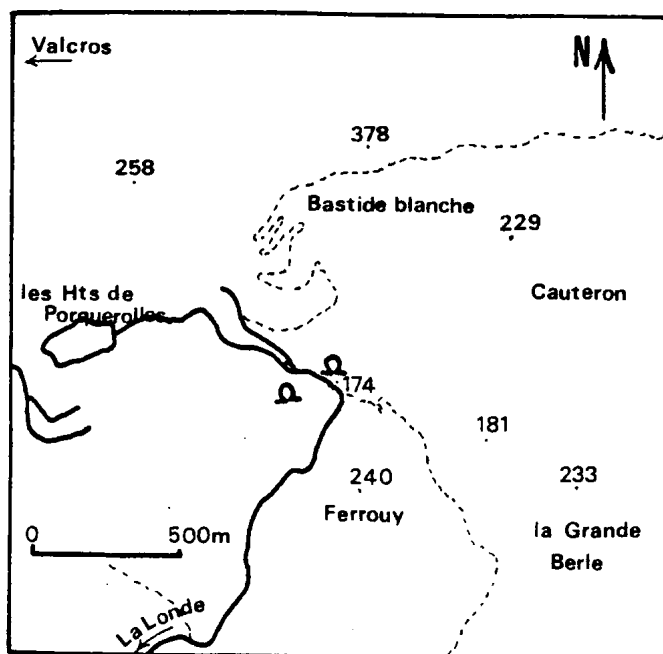 Valcros
N
378
258
Bastide blanche
229
les Hts de
Porquerolles
Cauteron
174
181
240
233
Ferrouy
la Grande
Berle
0 500m
La Londe